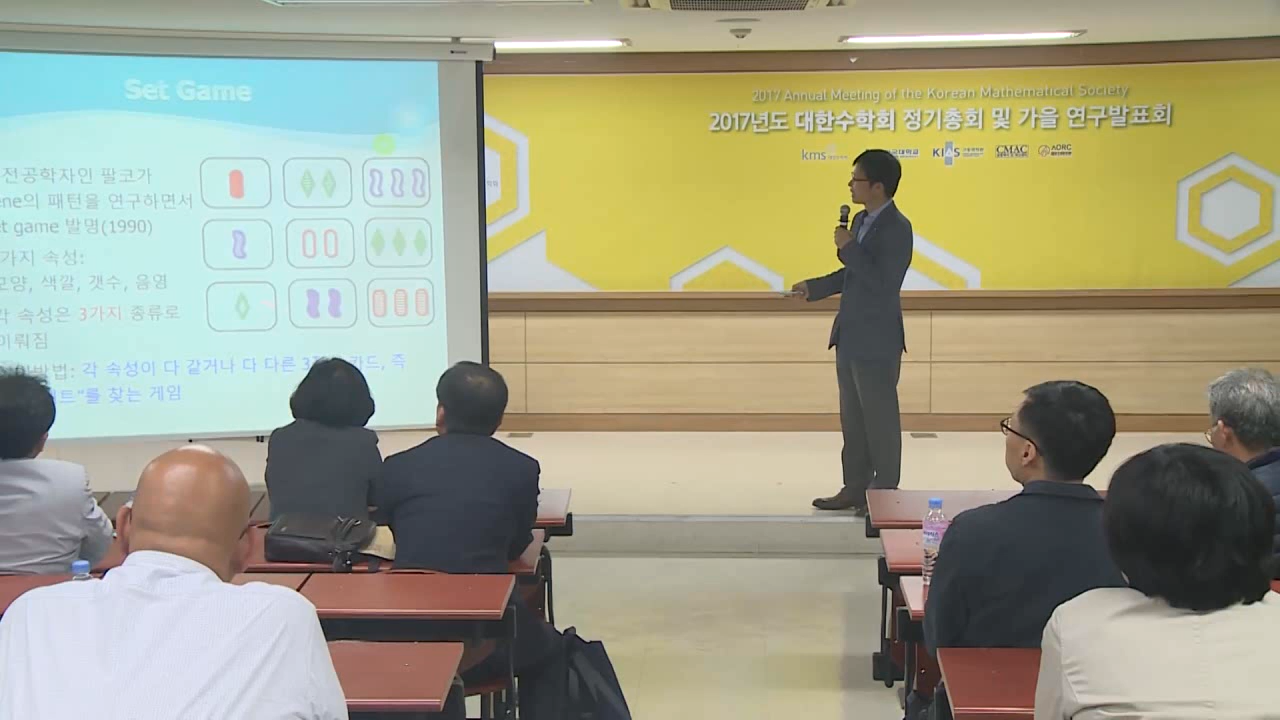 Set Game
전공학자인 팔코가
ene의 패턴을 연구하면서
et game 발명(1990)
가지 속성:
모양, 색깔, 갯수, 음영
각 속성은 3가지 종류로
이뤄짐
방법: 각 속성이 다 같거나 다 다른 카드, 즉
트"를 찾는 게임
2017 Annual Meeting of the Korean Mathematical Society
2017년도 대한수학회 정기총회 및 가을 연구발표회
kms
KIAS
CMAC
AORC